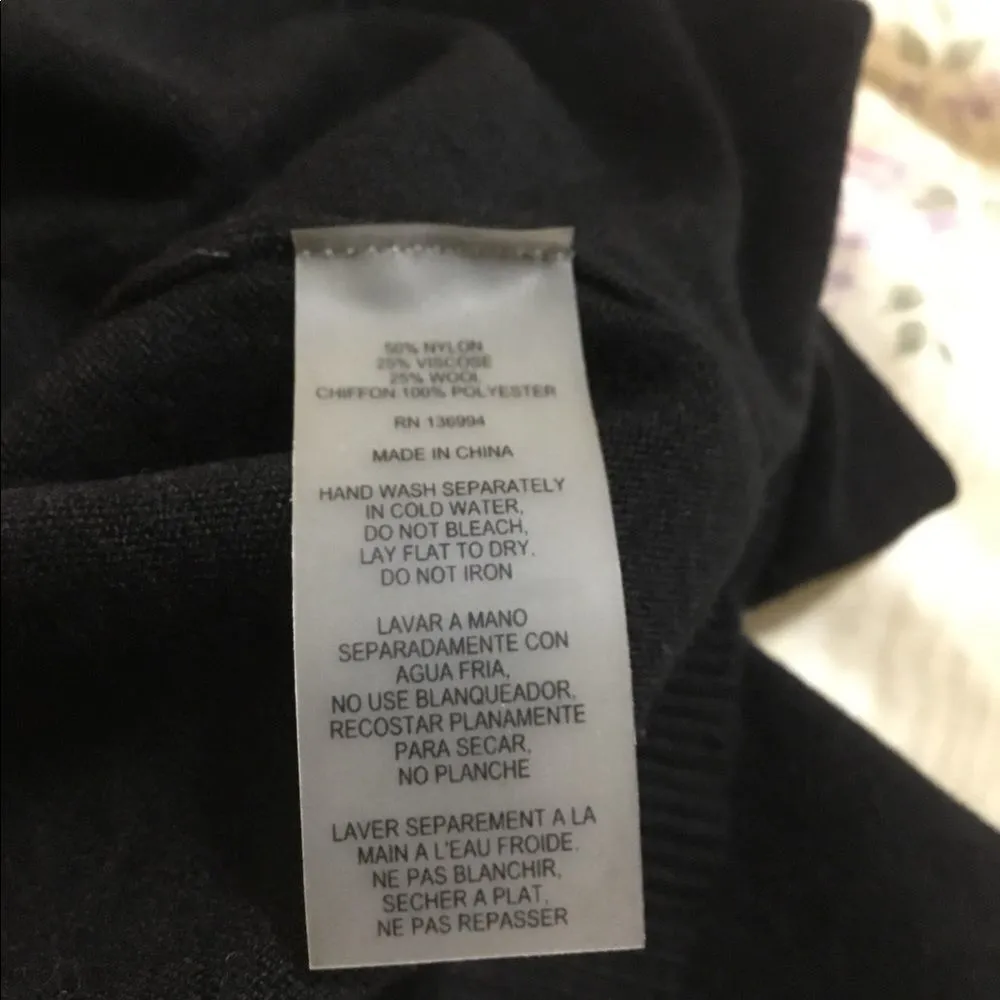 50% NYLON
25% VISCOSE
25% WOOL
CHIFFON 100% POLYESTER
RN 136994
MADE IN CHINA
HAND WASH SEPARATELY
IN COLD WATER,
DO NOT BLEACH,
LAY FLAT TO DRY.
DO NOT IRON
LAVAR A MANO
SEPARADAMENTE CON
AGUA FRIA,
NO USE BLANQUEADOR.
RECOSTAR PLANAMENTE
PARA SECAR,
NO PLANCHE
LAVER SEPAREMENT A LA
MAIN A L'EAU FROIDE.
NE PAS BLANCHIR,
SECHER A PLAT,
NE PAS REPASSER